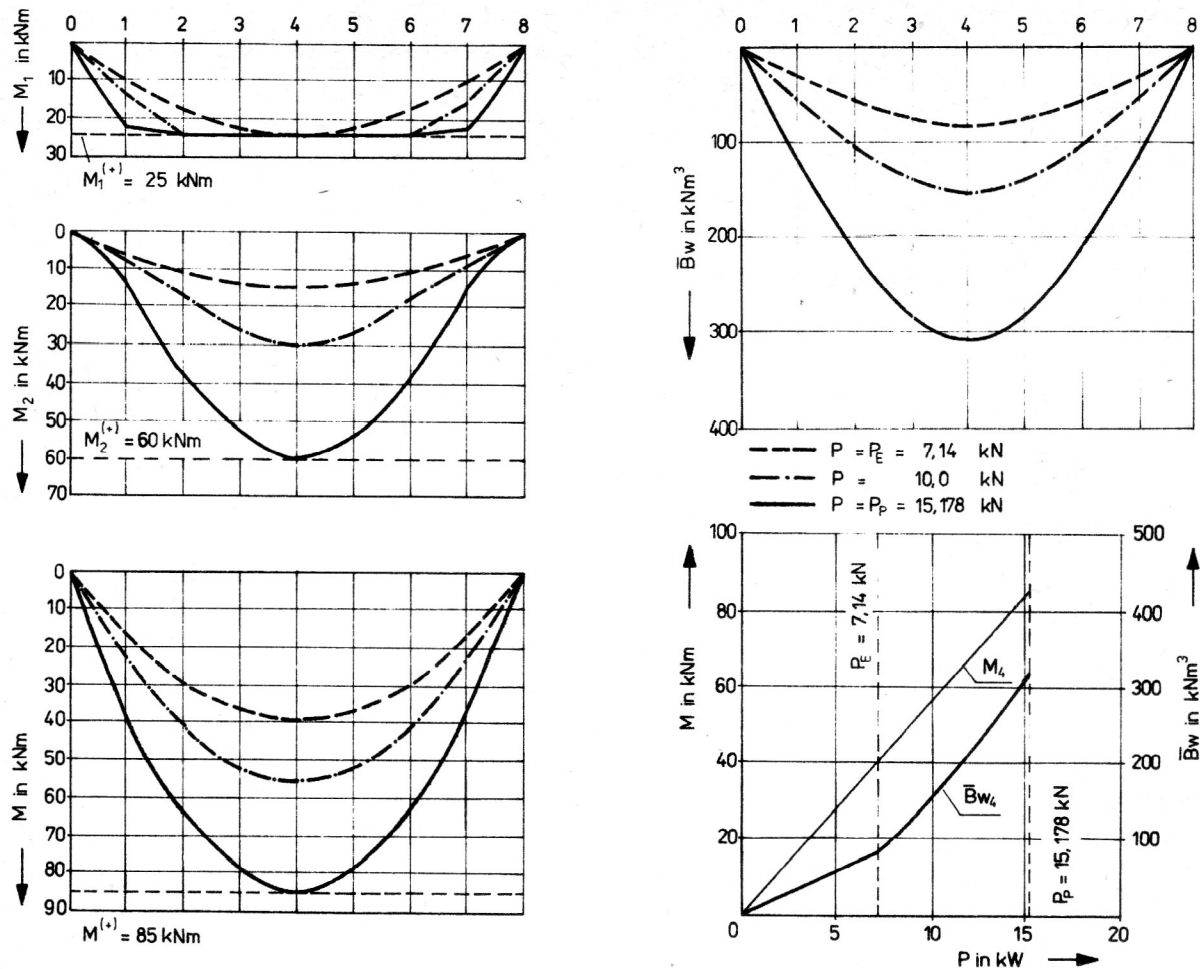 0 1 2 3 4 5 6 7 8
M₁ in kNm
10
20
30
M₁⁽⁺⁾ = 25 kNm
0
10
20
30
40
50
60
70
M₂ in kNm
M₂⁽⁺⁾ = 60 kNm
0
10
20
30
40
50
60
70
80
90
M in kNm
M⁽⁺⁾ = 85 kNm
0 1 2 3 4 5 6 7 8
100
200
300
400
B̅w in kNm³
P = P_E = 7,14 kN
P = 10,0 kN
P = P_P = 15,178 kN
100
80
60
40
20
0 5 10 15 20
M in kNm
P_E = 7,14 kN
M₄
B̅w₄
P_P = 15,178 kN
500
400
300
200
100
B̅w in kNm³
P in kW